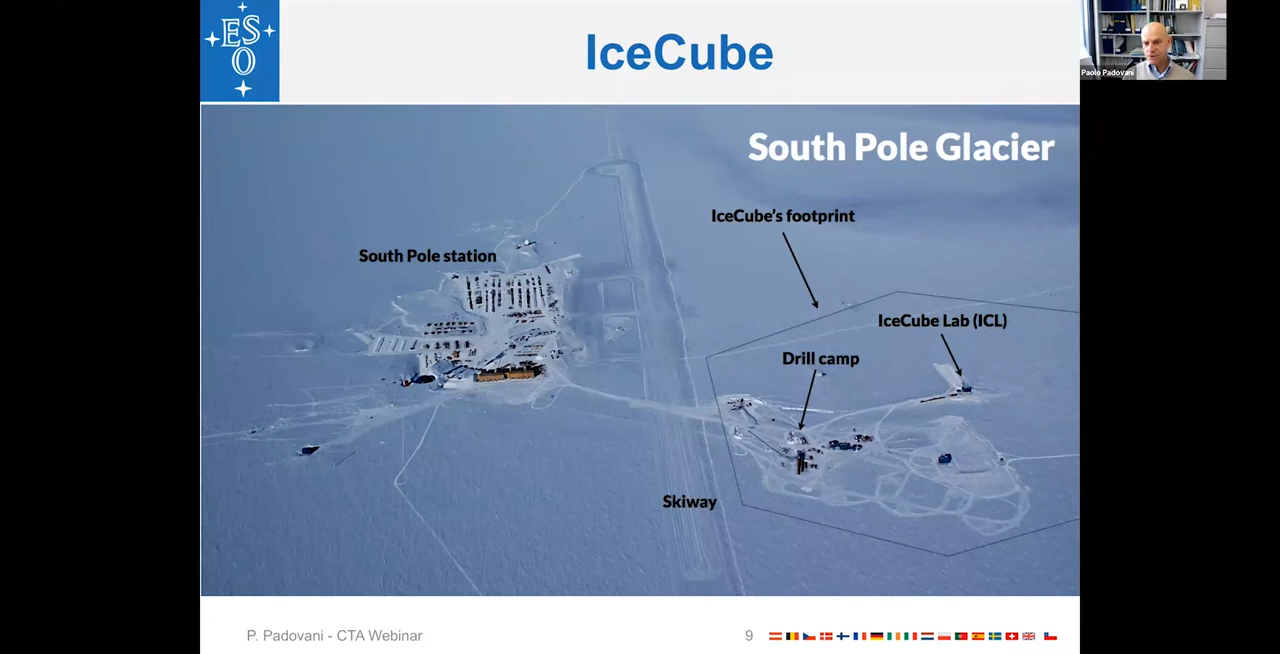 ES
O
IceCube
Paolo Padovani
South Pole Glacier
IceCube's footprint
South Pole station
IceCube Lab (ICL)
Drill camp
Skiway
P. Padovani - CTA Webinar
9